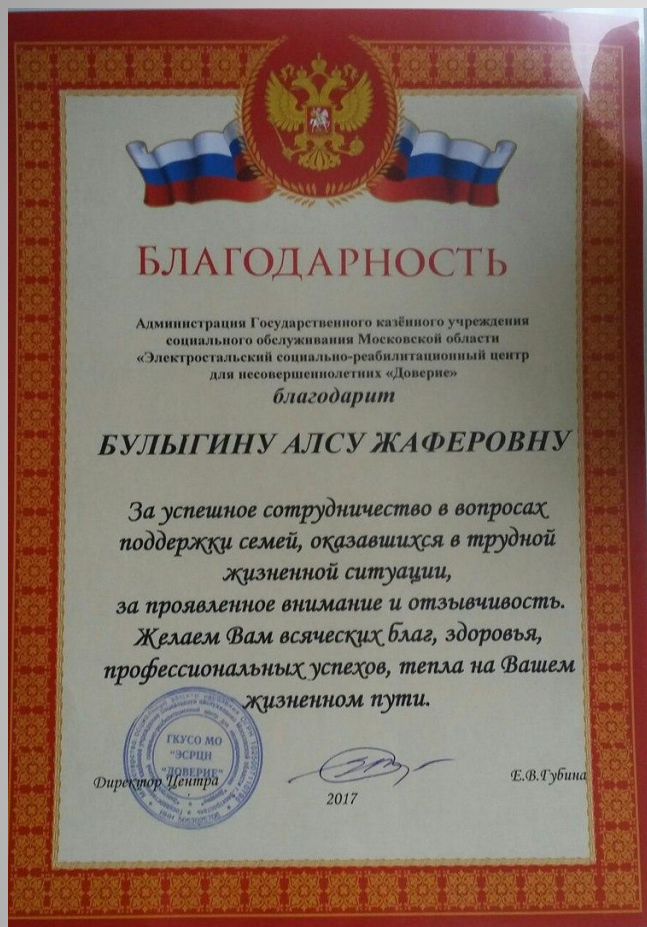 БЛАГОДАРНОСТЬ
Администрация Государственного казённого учреждения
социального обслуживания Московской области
«Электростальский социально-реабилитационный центр
для несовершеннолетних «Доверие»
благодарит
БУЛЫГИНУ АЛСУ ЖАФЕРОВНУ
За успешное сотрудничество в вопросах
поддержки семей, оказавшихся в трудной
жизненной ситуации,
за проявленное внимание и отзывчивость.
Желаем Вам всяческих благ, здоровья,
профессиональных успехов, тепла на Вашем
жизненном пути.
ГКУСО МО
"ЭСРЦН
"ДОВЕРИЕ"
Директор Центра
Е.В.Губина
2017